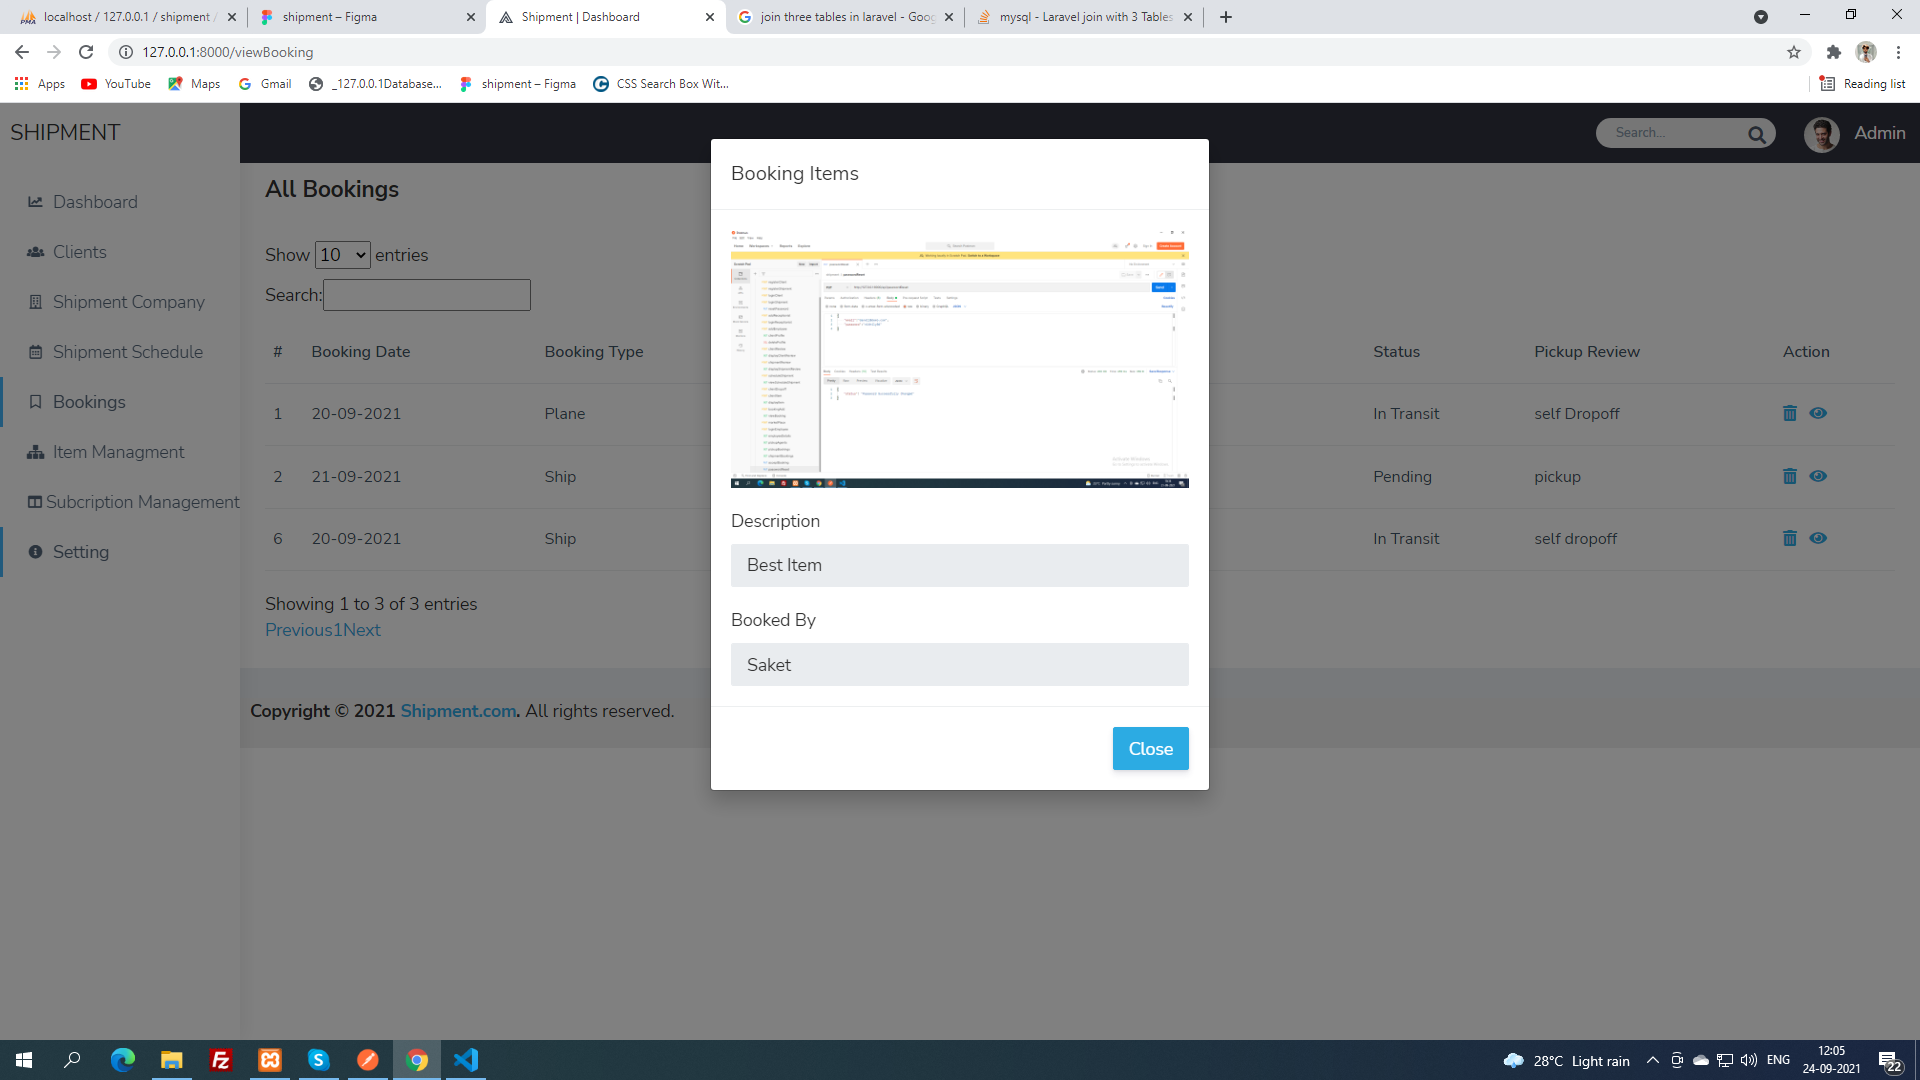 localhost / 127.0.0.1 / shipment /
shipment – Figma
Shipment | Dashboard
join three tables in laravel - Goog
mysql - Laravel join with 3 Tables
127.0.0.1:8000/viewBooking
Apps
YouTube
Maps
Gmail
_127.0.0.1Database...
shipment – Figma
CSS Search Box Wit...
Reading list
SHIPMENT
Search...
Admin
Dashboard
Clients
Shipment Company
Shipment Schedule
Bookings
Item Managment
Subcription Management
Setting
All Bookings
Show 10 entries
Search:
# Booking Date Booking Type Status Pickup Review Action
1 20-09-2021 Plane In Transit self Dropoff
2 21-09-2021 Ship Pending pickup
6 20-09-2021 Ship In Transit self dropoff
Showing 1 to 3 of 3 entries
Previous1Next
Copyright © 2021 Shipment.com. All rights reserved.
Booking Items
Description
Best Item
Booked By
Saket
Close
28°C Light rain
ENG
12:05
24-09-2021
22